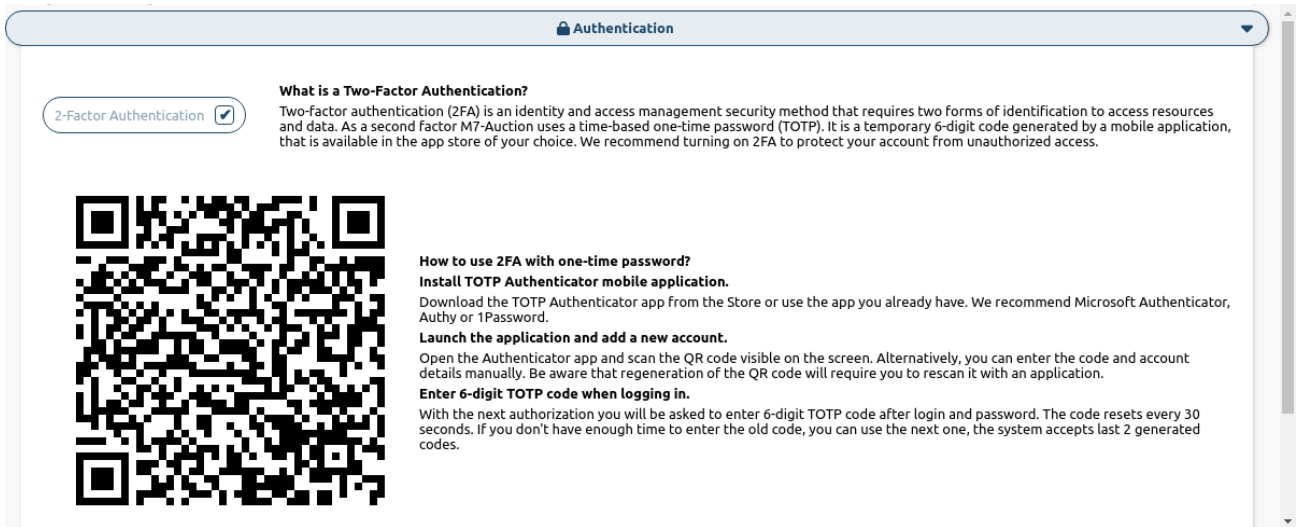 Authentication
2-Factor Authentication
What is a Two-Factor Authentication?
Two-factor authentication (2FA) is an identity and access management security method that requires two forms of identification to access resources
and data. As a second factor M7-Auction uses a time-based one-time password (TOTP). It is a temporary 6-digit code generated by a mobile application,
that is available in the app store of your choice. We recommend turning on 2FA to protect your account from unauthorized access.
How to use 2FA with one-time password?
Install TOTP Authenticator mobile application.
Download the TOTP Authenticator app from the Store or use the app you already have. We recommend Microsoft Authenticator,
Authy or 1Password.
Launch the application and add a new account.
Open the Authenticator app and scan the QR code visible on the screen. Alternatively, you can enter the code and account
details manually. Be aware that regeneration of the QR code will require you to rescan it with an application.
Enter 6-digit TOTP code when logging in.
With the next authorization you will be asked to enter 6-digit TOTP code after login and password. The code resets every 30
seconds. If you don't have enough time to enter the old code, you can use the next one, the system accepts last 2 generated
codes.